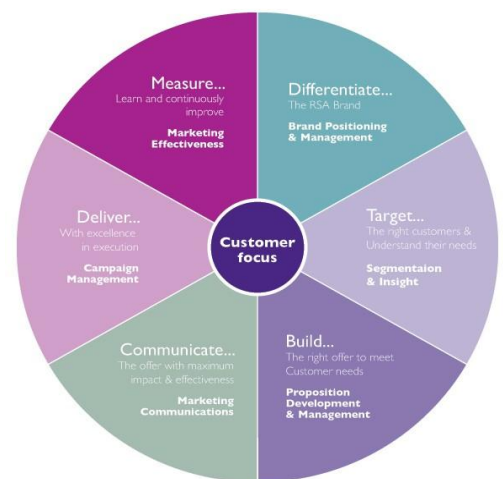 Measure...
Learn and continuously
improve
Marketing
Effectiveness
Differentiate...
The RSA Brand
Brand Positioning
& Management
Target...
The right customers &
Understand their needs
Segmentaion
& Insight
Build...
The right offer to meet
Customer needs
Proposition
Development
& Management
Communicate...
The offer with maximum
impact & effectiveness
Marketing
Communications
Deliver...
With excellence
in execution
Campaign
Management
Customer
focus